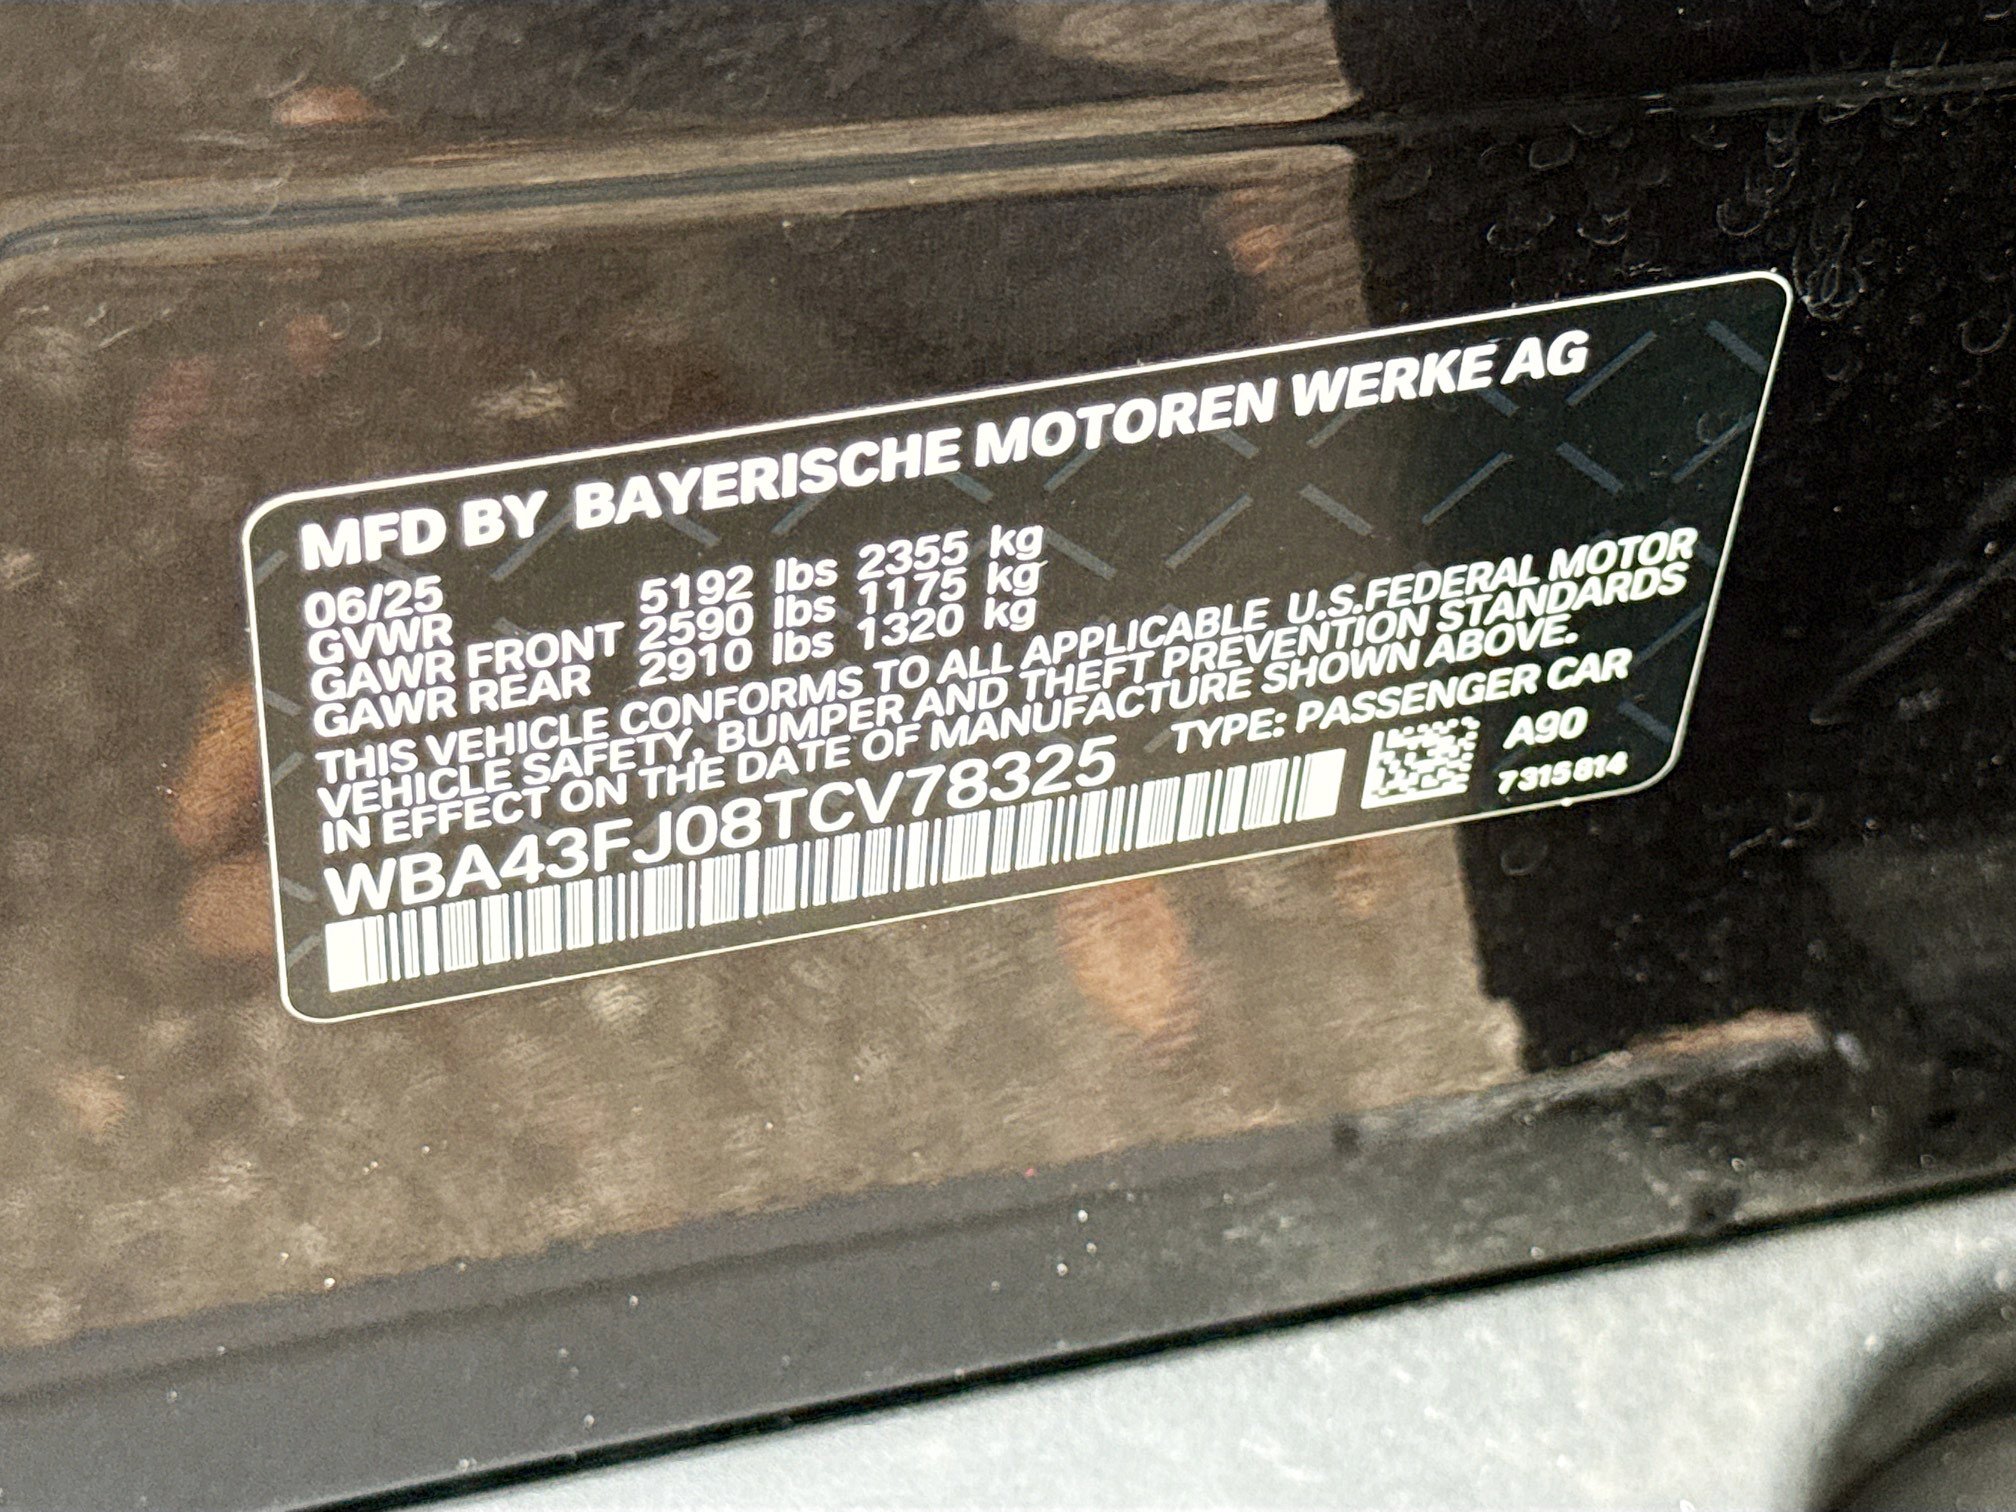 MFD BY BAYERISCHE MOTOREN WERKE AG
06/25
GVWR 5192 lbs 2355 kg
GAWR FRONT 2590 lbs 1175 kg
GAWR REAR 2910 lbs 1320 kg
THIS VEHICLE CONFORMS TO ALL APPLICABLE U.S.FEDERAL MOTOR
VEHICLE SAFETY, BUMPER AND THEFT PREVENTION STANDARDS
IN EFFECT ON THE DATE OF MANUFACTURE SHOWN ABOVE.
WBA43FJ08TCV78325 TYPE: PASSENGER CAR
A90
7315814